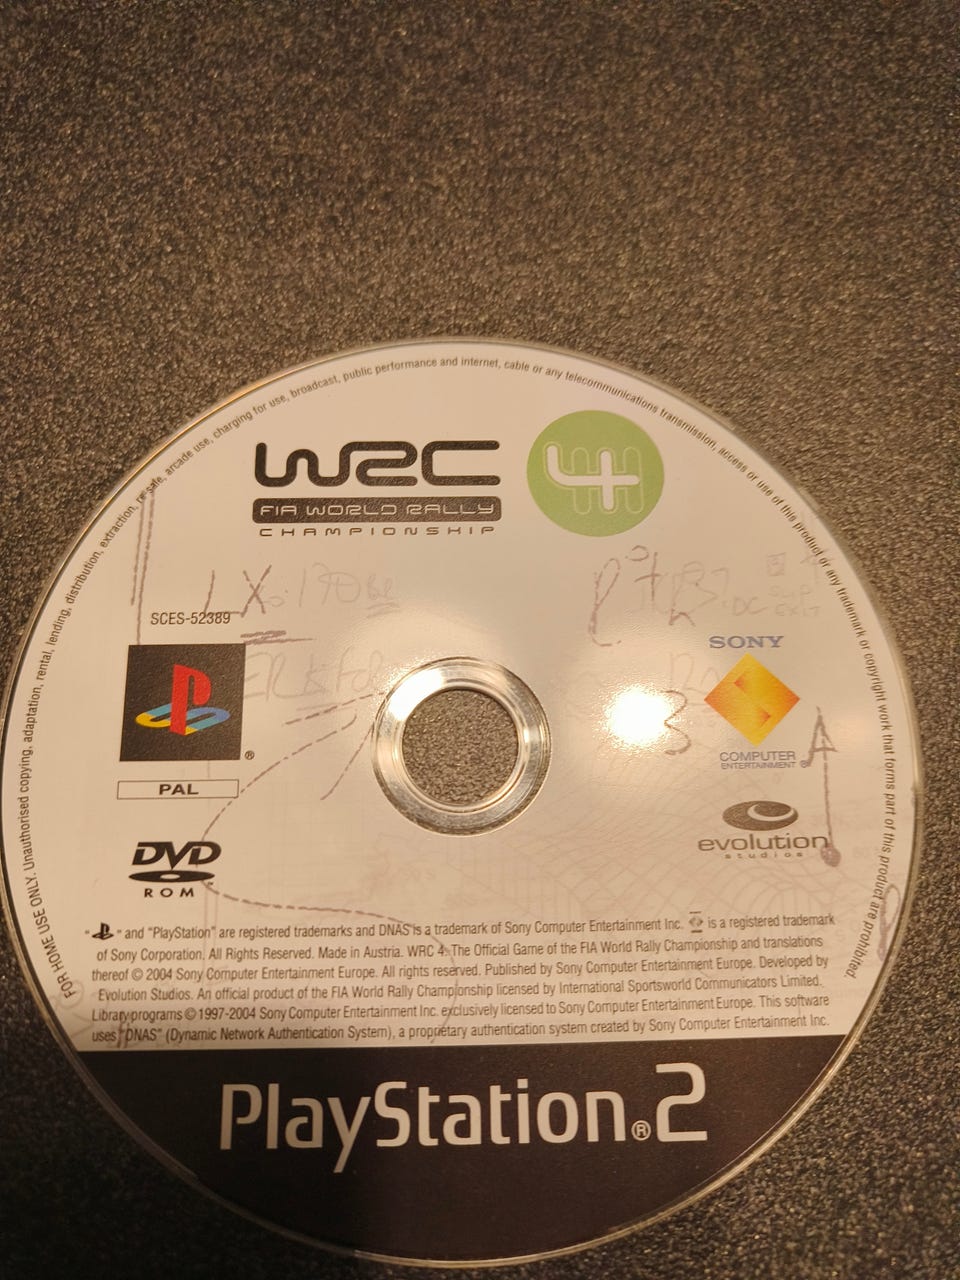 FOR HOME USE ONLY. Unauthorised copying, adaptation, rental, lending, distribution, extraction, re-sale, arcade use, charging for use, broadcast, public performance and internet, cable or any telecommunications transmission, access or use of this product or any trademark or copyright work that forms part of this product are prohibited.
WRC 4
FIA WORLD RALLY
CHAMPIONSHIP
SCES-52389
SONY
3
COMPUTER
ENTERTAINMENT ®
A
®
PAL
evolution
studios
DVD
ROM
" " and "PlayStation" are registered trademarks and DNAS is a trademark of Sony Computer Entertainment Inc. is a registered trademark
of Sony Corporation. All Rights Reserved. Made in Austria. WRC 4: The Official Game of the FIA World Rally Championship and translations
thereof © 2004 Sony Computer Entertainment Europe. All rights reserved. Published by Sony Computer Entertainment Europe. Developed by
Evolution Studios. An official product of the FIA World Rally Championship licensed by International Sportsworld Communicators Limited.
Library programs © 1997-2004 Sony Computer Entertainment Inc. exclusively licensed to Sony Computer Entertainment Europe. This software
uses "DNAS" (Dynamic Network Authentication System), a proprietary authentication system created by Sony Computer Entertainment Inc.
PlayStation®2